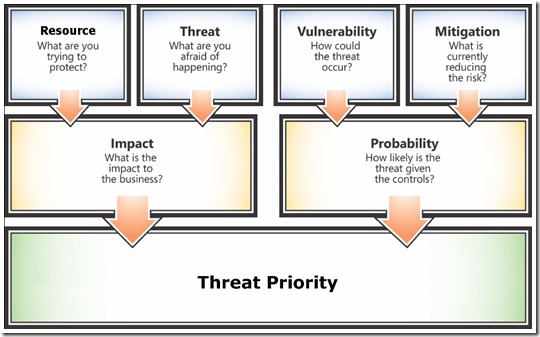 Resource
What are you
trying to
protect?
Threat
What are you
afraid of
happening?
Vulnerability
How could
the threat
occur?
Mitigation
What is
currently
reducing
the risk?
Impact
What is the
impact to
the business?
Probability
How likely is the
threat given
the controls?
Threat Priority